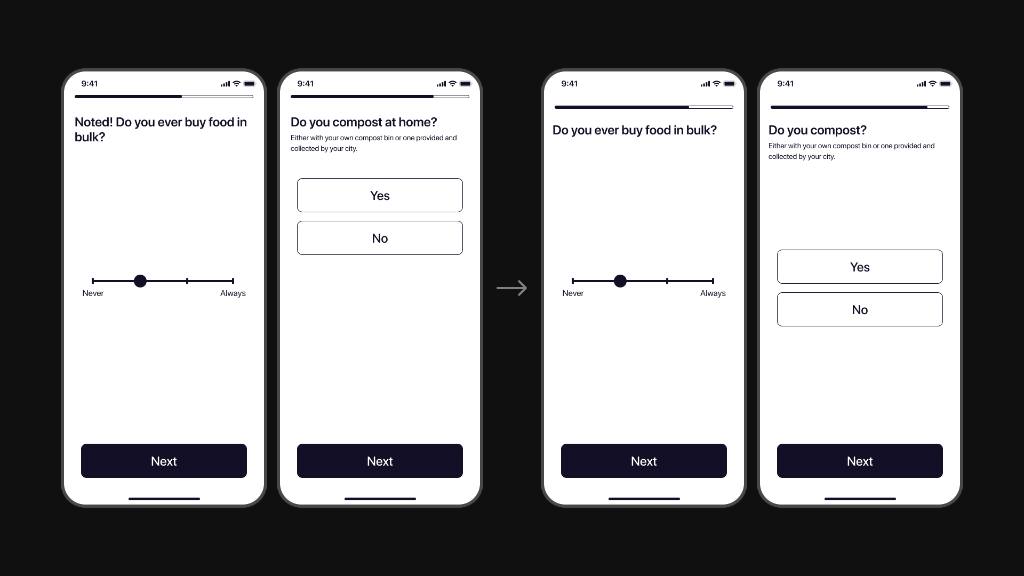 9:41
Noted! Do you ever buy food in
bulk?
Never
Always
Next
9:41
Do you compost at home?
Either with your own compost bin or one provided and
collected by your city.
Yes
No
Next
9:41
Do you ever buy food in bulk?
Never
Always
Next
9:41
Do you compost?
Either with your own compost bin or one provided and
collected by your city.
Yes
No
Next